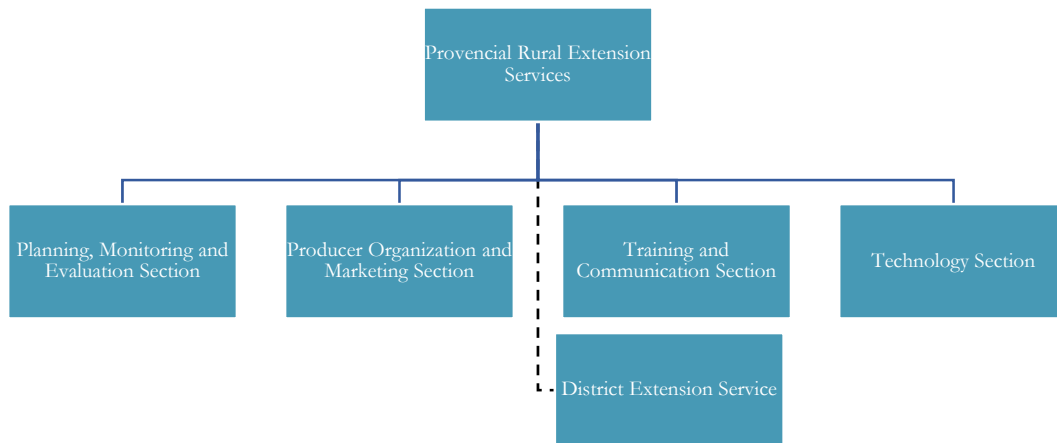 Provencial Rural Extension
Services
Planning, Monitoring and
Evaluation Section
Producer Organization and
Marketing Section
Training and
Communication Section
Technology Section
District Extension Service